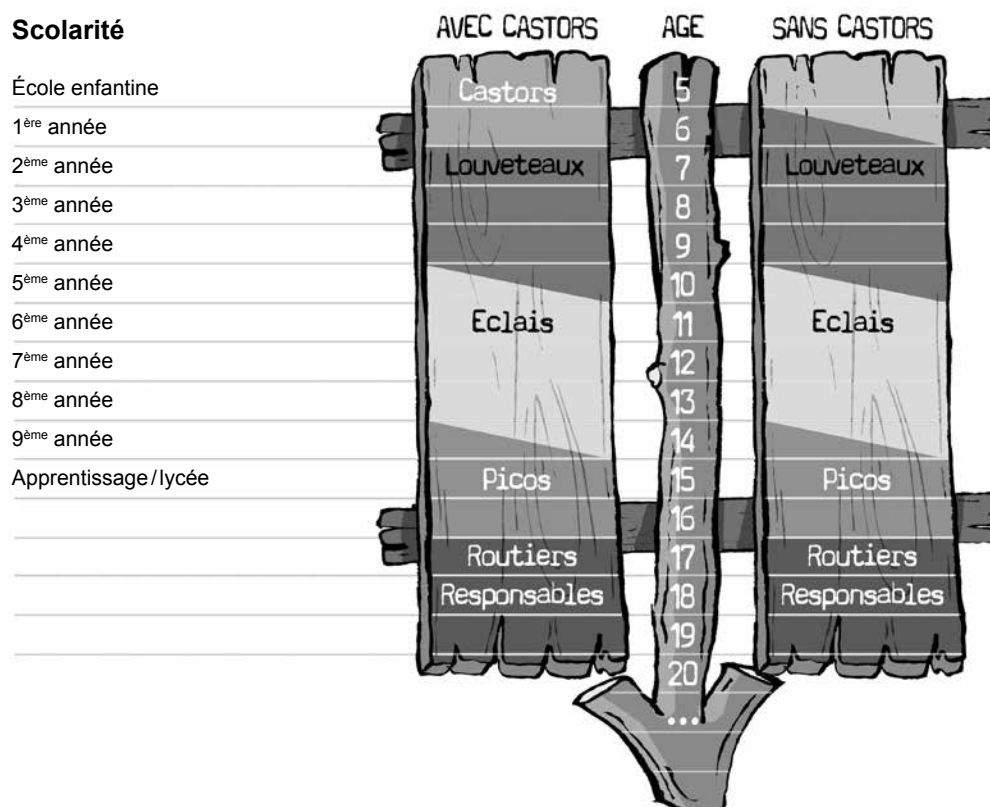 Scolarité AVEC CASTORS AGE SANS CASTORS
École enfantine Castors 5
1ère année 6
2ème année Louveteaux 7 Louveteaux
3ème année 8
4ème année 9
5ème année 10
6ème année Eclais 11 Eclais
7ème année 12
8ème année 13
9ème année 14
Apprentissage/lycée Picos 15 Picos
16
Routiers 17 Routiers
Responsables 18 Responsables
19
20
...